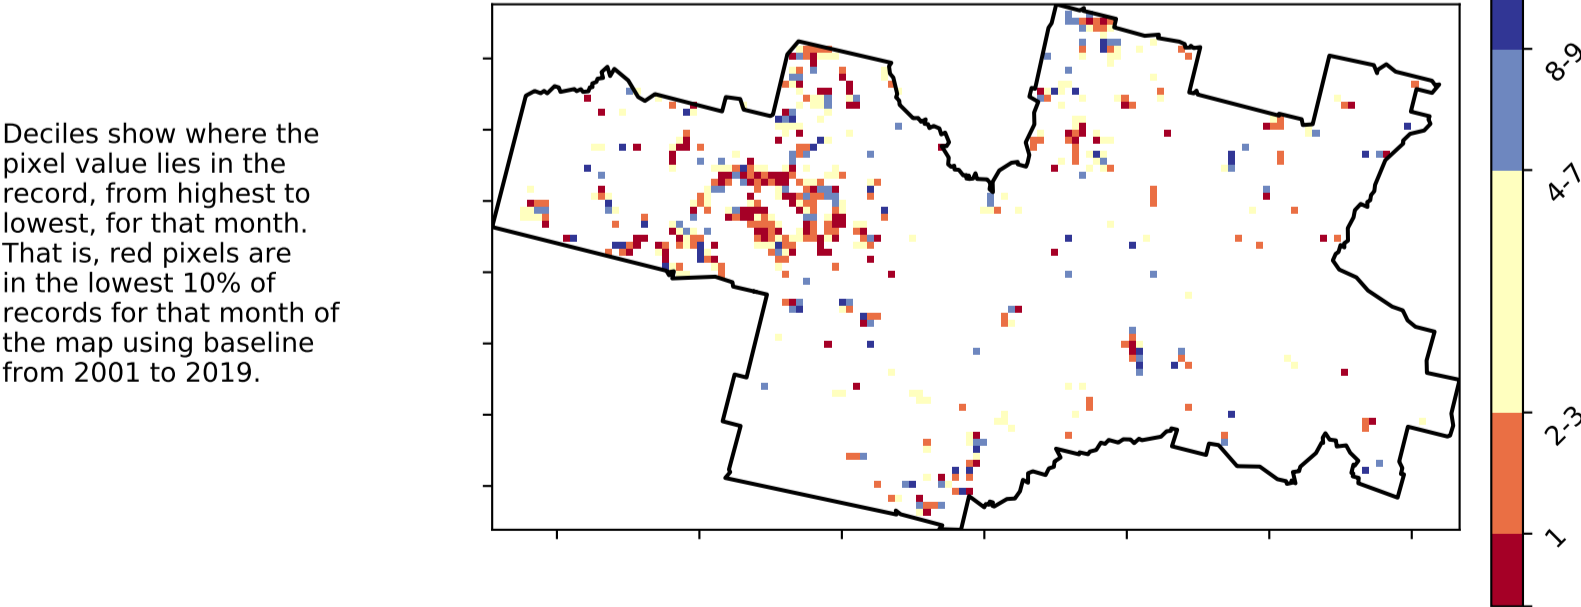 Deciles show where the
pixel value lies in the
record, from highest to
lowest, for that month.
That is, red pixels are
in the lowest 10% of
records for that month of
the map using baseline
from 2001 to 2019.
8-9
4-7
2-3
1